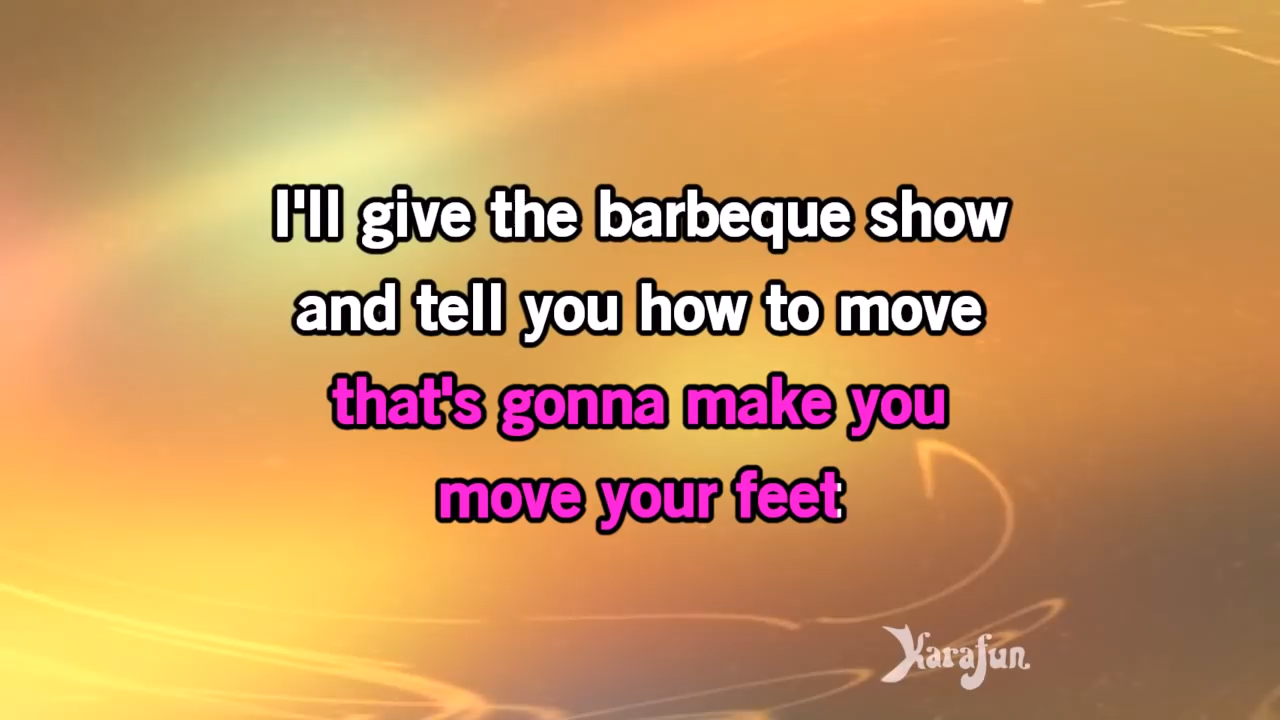 I'll give the barbeque show
and tell you how to move
that's gonna make you
move your feet
Karafun